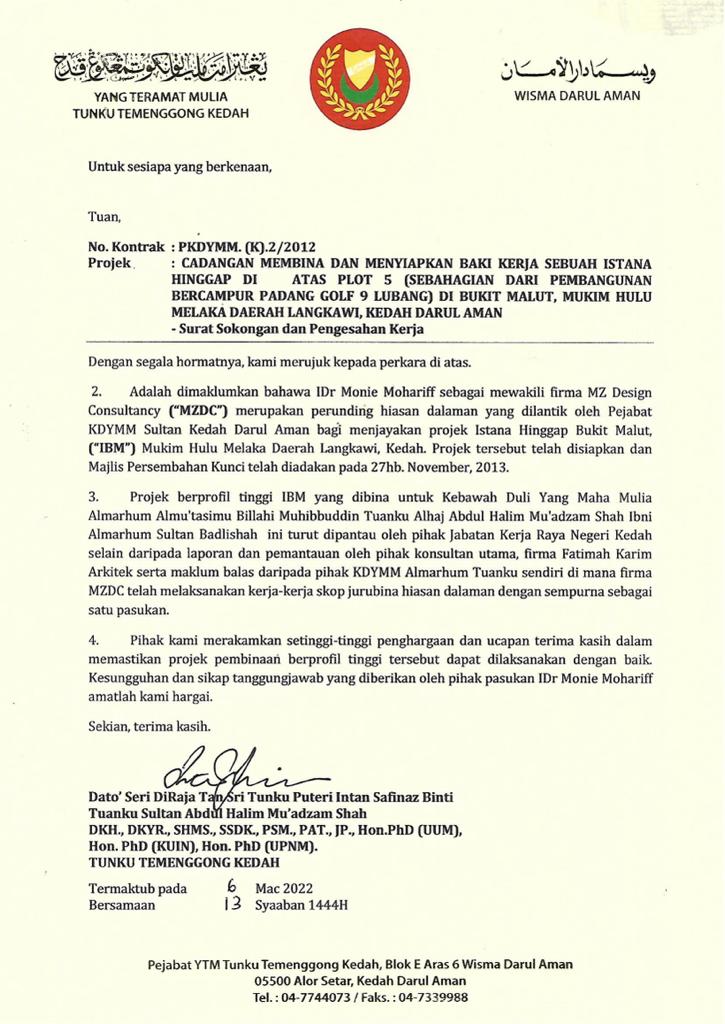 ويسما دارالأمان
YANG TERAMAT MULIA
TUNKU TEMENGGONG KEDAH
WISMA DARUL AMAN
Untuk sesiapa yang berkenaan,
Tuan,
No. Kontrak : PKDYMM. (K).2/2012
Projek : CADANGAN MEMBINA DAN MENYIAPKAN BAKI KERJA SEBUAH ISTANA
HINGGAP DI ATAS PLOT 5 (SEBAHAGIAN DARI PEMBANGUNAN
BERCAMPUR PADANG GOLF 9 LUBANG) DI BUKIT MALUT, MUKIM HULU
MELAKA DAERAH LANGKAWI, KEDAH DARUL AMAN
- Surat Sokongan dan Pengesahan Kerja
Dengan segala hormatnya, kami merujuk kepada perkara di atas.
2. Adalah dimaklumkan bahawa IDr Monie Mohariff sebagai mewakili firma MZ Design
Consultancy ("MZDC") merupakan perunding hiasan dalaman yang dilantik oleh Pejabat
KDYMM Sultan Kedah Darul Aman bagi menjayakan projek Istana Hinggap Bukit Malut,
("IBM") Mukim Hulu Melaka Daerah Langkawi, Kedah. Projek tersebut telah disiapkan dan
Majlis Persembahan Kunci telah diadakan pada 27hb. November, 2013.
3. Projek berprofil tinggi IBM yang dibina untuk Kebawah Duli Yang Maha Mulia
Almarhum Almu'tasimu Billahi Muhibbuddin Tuanku Alhaj Abdul Halim Mu'adzam Shah Ibni
Almarhum Sultan Badlishah ini turut dipantau oleh pihak Jabatan Kerja Raya Negeri Kedah
selain daripada laporan dan pemantauan oleh pihak konsultan utama, firma Fatimah Karim
Arkitek serta maklum balas daripada pihak KDYMM Almarhum Tuanku sendiri di mana firma
MZDC telah melaksanakan kerja-kerja skop jurubina hiasan dalaman dengan sempurna sebagai
satu pasukan.
4. Pihak kami merakamkan setinggi-tinggi penghargaan dan ucapan terima kasih dalam
memastikan projek pembinaan berprofil tinggi tersebut dapat dilaksanakan dengan baik.
Kesungguhan dan sikap tanggungjawab yang diberikan oleh pihak pasukan IDr Monie Mohariff
amatlah kami hargai.
Sekian, terima kasih.
Dato' Seri DiRaja Tan Sri Tunku Puteri Intan Safinaz Binti
Tuanku Sultan Abdul Halim Mu'adzam Shah
DKH., DKYR., SHMS., SSDK., PSM., PAT., JP., Hon.PhD (UUM),
Hon. PhD (KUIN), Hon. PhD (UPNM).
TUNKU TEMENGGONG KEDAH
Termaktub pada 6 Mac 2022
Bersamaan 13 Syaaban 1444H
Pejabat YTM Tunku Temenggong Kedah, Blok E Aras 6 Wisma Darul Aman
05500 Alor Setar, Kedah Darul Aman
Tel. : 04-7744073 / Faks. : 04-7339988